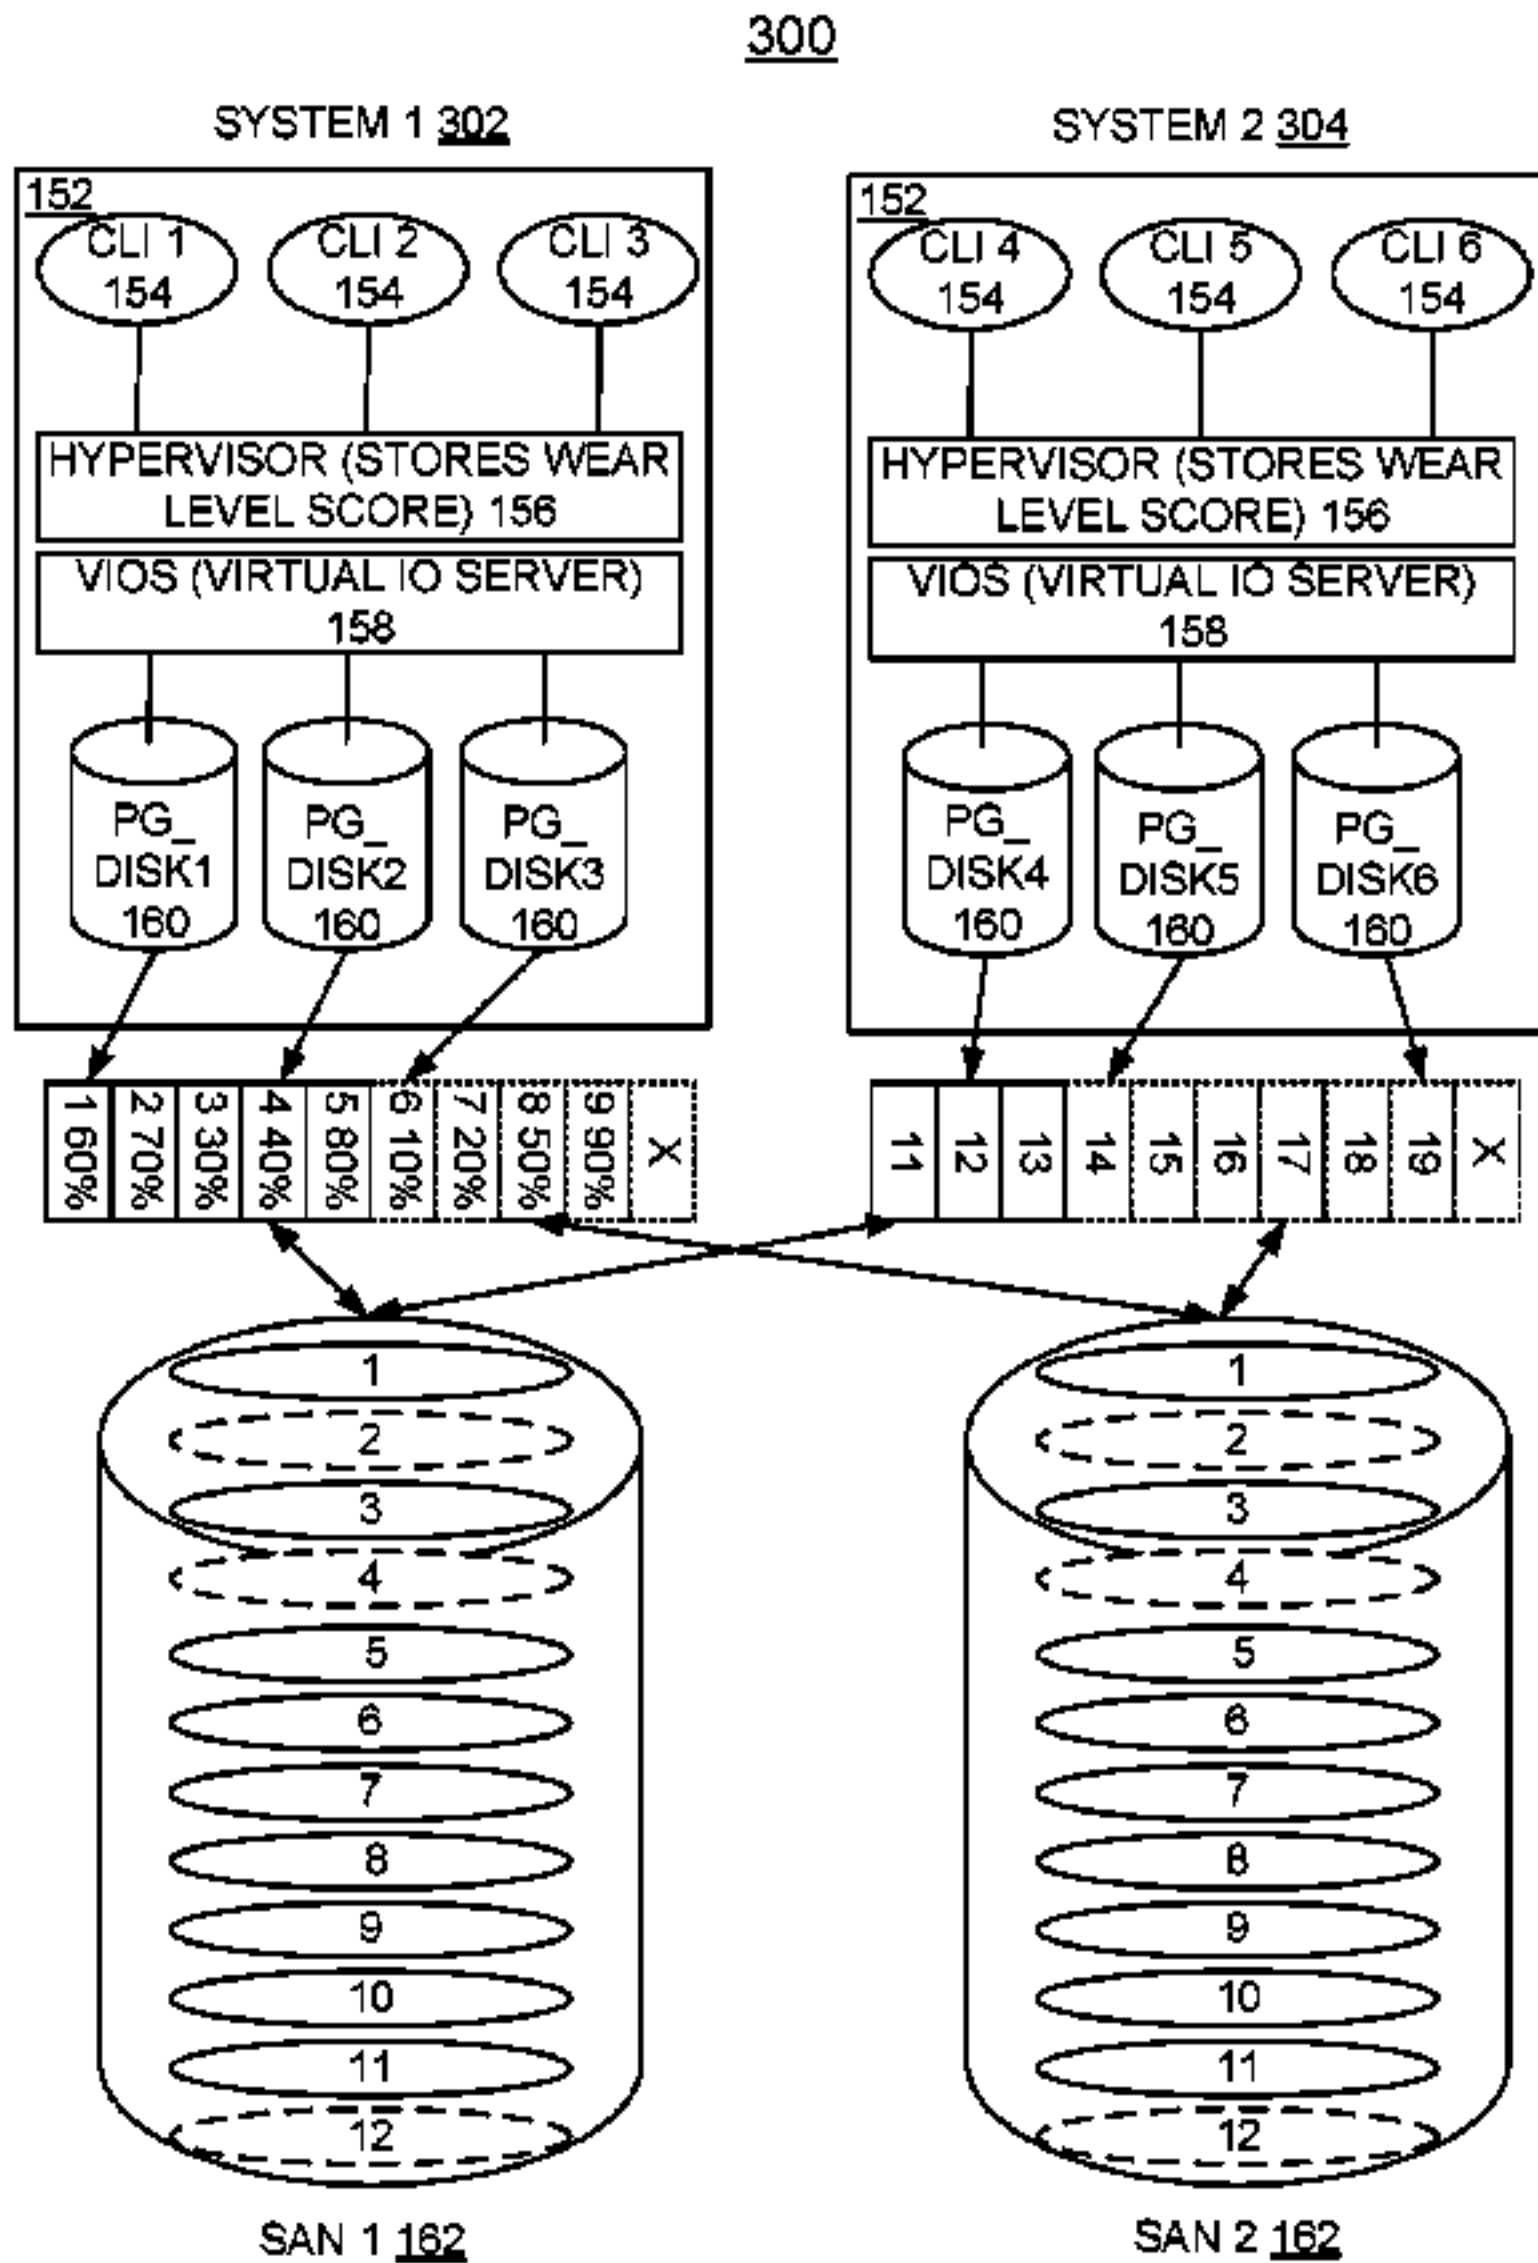 300
SYSTEM 1 302
152
CLI 1
154
CLI 2
154
CLI 3
154
HYPERVISOR (STORES WEAR
LEVEL SCORE) 156
VIOS (VIRTUAL IO SERVER)
158
PG_
DISK1
160
PG_
DISK2
160
PG_
DISK3
160
SYSTEM 2 304
152
CLI 4
154
CLI 5
154
CLI 6
154
HYPERVISOR (STORES WEAR
LEVEL SCORE) 156
VIOS (VIRTUAL IO SERVER)
158
PG_
DISK4
160
PG_
DISK5
160
PG_
DISK6
160
1 60%
2 70%
3 30%
4 40%
5 80%
6 10%
7 20%
8 50%
9 90%
X
11
12
13
14
15
16
17
18
19
X
1
2
3
4
5
6
7
8
9
10
11
12
SAN 1 162
1
2
3
4
5
6
7
8
9
10
11
12
SAN 2 162